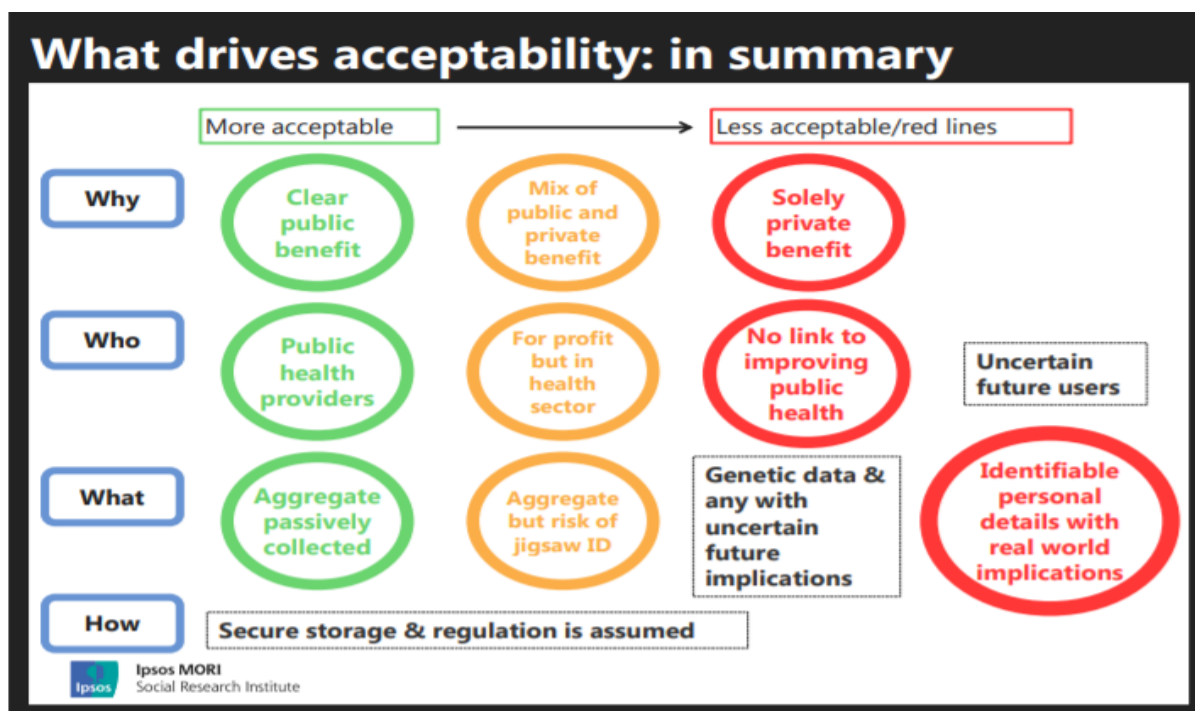 What drives acceptability: in summary
More acceptable
Less acceptable/red lines
Why
Clear
public
benefit
Mix of
public and
private
benefit
Solely
private
benefit
Who
Public
health
providers
For profit
but in
health
sector
No link to
improving
public
health
Uncertain
future users
What
Aggregate
passively
collected
Aggregate
but risk of
jigsaw ID
Genetic data &
any with
uncertain
future
implications
Identifiable
personal
details with
real world
implications
How
Secure storage & regulation is assumed
Ipsos
Ipsos MORI
Social Research Institute